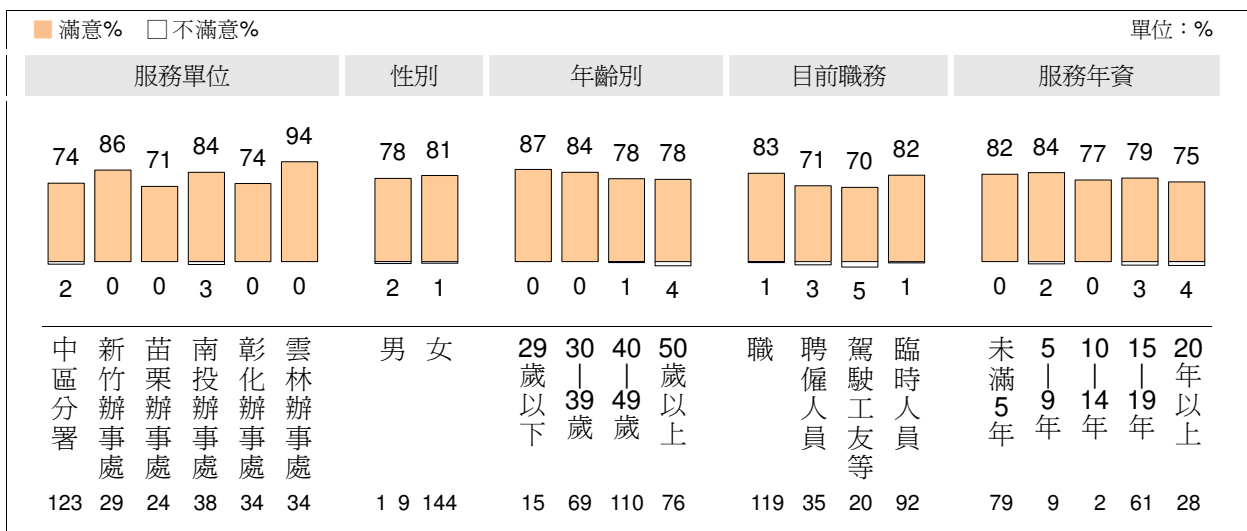 滿意% 不滿意% 單位：%
服務單位 性別 年齡別 目前職務 服務年資
74 86 71 84 74 94 78 81 87 84 78 78 83 71 70 82 82 84 77 79 75
2 0 0 3 0 0 2 1 0 0 1 4 1 3 5 1 0 2 0 3 4
中區分署 新竹辦事處 苗栗辦事處 南投辦事處 彰化辦事處 雲林辦事處 男 女 29歲以下 30|39歲 40|49歲 50歲以上 職 聘僱人員 駕駛工友等 臨時人員 未滿5年 5|9年 10|14年 15|19年 20年以上
123 29 24 38 34 34 1 9 144 15 69 110 76 119 35 20 92 79 9 2 61 28